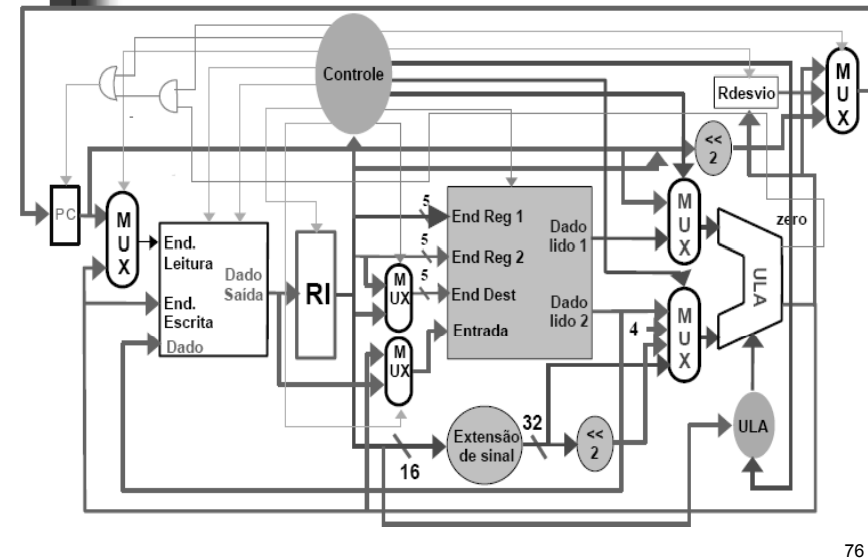 Controle
Rdesvio
M
U
X
<<
2
PC
M
U
X
End.
Leitura
Dado
Saída
End.
Escrita
Dado
RI
5
End Reg 1
5
End Reg 2
5
End Dest
Entrada
Dado
lido 1
Dado
lido 2
M
UX
M
UX
M
U
X
zero
ULA
4
M
U
X
ULA
Extensão
de sinal
16
32
<<
2
76